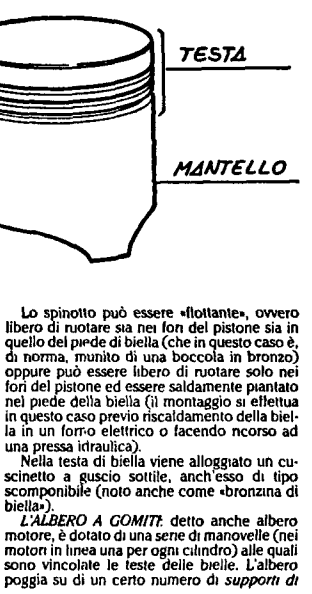 TESTA
MANTELLO
Lo spinotto può essere «flottante», ovvero
libero di ruotare sia nei fori del pistone sia in
quello del piede di biella (che in questo caso è,
di norma, munito di una boccola in bronzo)
oppure può essere libero di ruotare solo nei
fori del pistone ed essere saldamente piantato
nel piede della biella (il montaggio si effettua
in questo caso previo riscaldamento della biel-
la in un forno elettrico o facendo ricorso ad
una pressa idraulica).
Nella testa di biella viene alloggiato un cu-
scinetto a guscio sottile, anch'esso di tipo
scomponibile (noto anche come «bronzina di
biella»).
L'ALBERO A GOMITI: detto anche albero
motore, è dotato di una serie di manovelle (nei
motori in linea una per ogni cilindro) alle quali
sono vincolate le teste delle bielle. L'albero
poggia su di un certo numero di supporti di